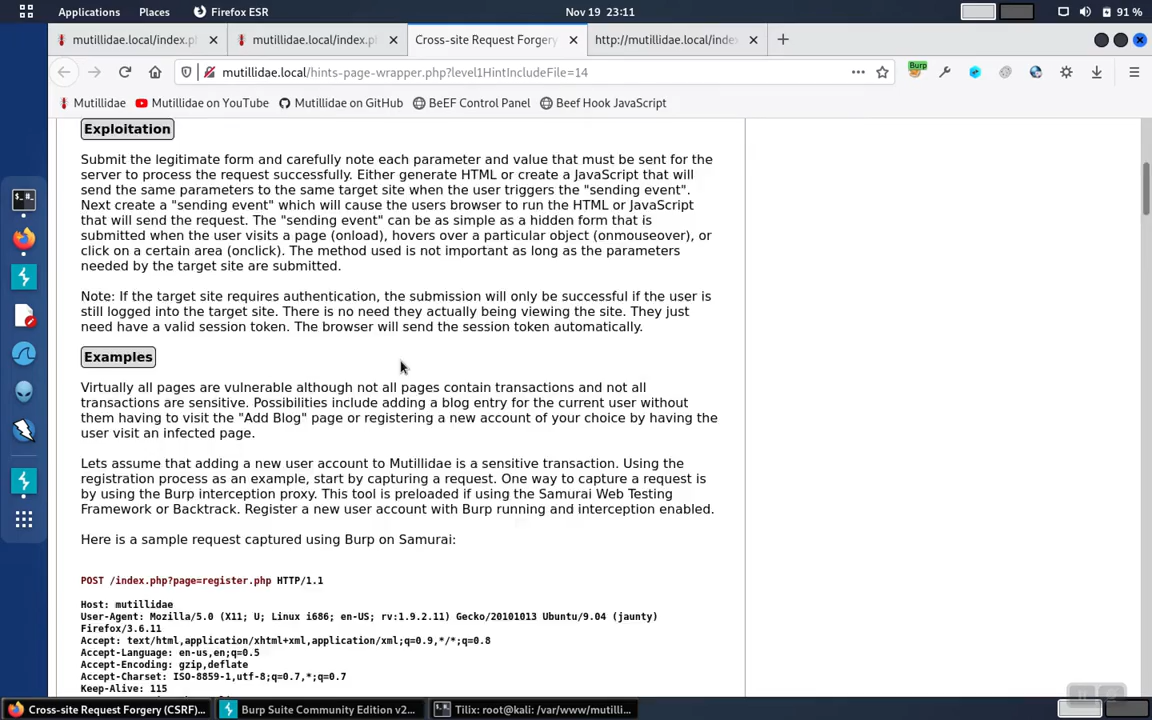 Applications
Places
Firefox ESR
Nov 19 23:11
91 %
mutillidae.local/index.p
mutillidae.local/index.p
Cross-site Request Forgery
http://mutillidae.local/index
mutillidae.local/hints-page-wrapper.php?level1HintIncludeFile=14
Burp
Mutillidae
Mutillidae on YouTube
Mutillidae on GitHub
BeEF Control Panel
Beef Hook JavaScript
Exploitation
Submit the legitimate form and carefully note each parameter and value that must be sent for the
server to process the request successfully. Either generate HTML or create a JavaScript that will
send the same parameters to the same target site when the user triggers the "sending event".
Next create a "sending event" which will cause the users browser to run the HTML or JavaScript
that will send the request. The "sending event" can be as simple as a hidden form that is
submitted when the user visits a page (onload), hovers over a particular object (onmouseover), or
click on a certain area (onclick). The method used is not important as long as the parameters
needed by the target site are submitted.
Note: If the target site requires authentication, the submission will only be successful if the user is
still logged into the target site. There is no need they actually being viewing the site. They just
need have a valid session token. The browser will send the session token automatically.
Examples
Virtually all pages are vulnerable although not all pages contain transactions and not all
transactions are sensitive. Possibilities include adding a blog entry for the current user without
them having to visit the "Add Blog" page or registering a new account of your choice by having the
user visit an infected page.
Lets assume that adding a new user account to Mutillidae is a sensitive transaction. Using the
registration process as an example, start by capturing a request. One way to capture a request is
by using the Burp interception proxy. This tool is preloaded if using the Samurai Web Testing
Framework or Backtrack. Register a new user account with Burp running and interception enabled.
Here is a sample request captured using Burp on Samurai:
POST /index.php?page=register.php HTTP/1.1
Host: mutillidae
User-Agent: Mozilla/5.0 (X11; U; Linux i686; en-US; rv:1.9.2.11) Gecko/20101013 Ubuntu/9.04 (jaunty)
Firefox/3.6.11
Accept: text/html,application/xhtml+xml,application/xml;q=0.9,*/*;q=0.8
Accept-Language: en-us,en;q=0.5
Accept-Encoding: gzip,deflate
Accept-Charset: ISO-8859-1,utf-8;q=0.7,*;q=0.7
Keep-Alive: 115
Cross-site Request Forgery (CSRF)...
Burp Suite Community Edition v2...
Tilix: root@kali: /var/www/mutilli...